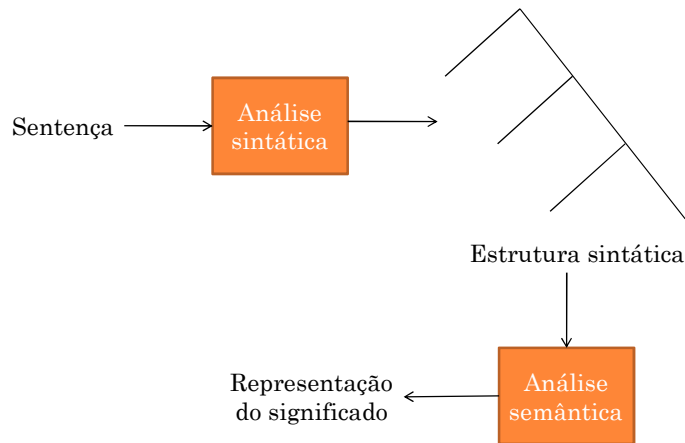 Sentença
Análise
sintática
Estrutura sintática
Análise
semântica
Representação
do significado